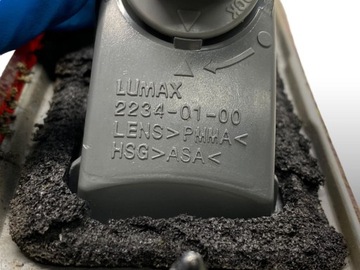 LUMAX
2234-01-00
LENS>PMMA<
HSG>ASA<